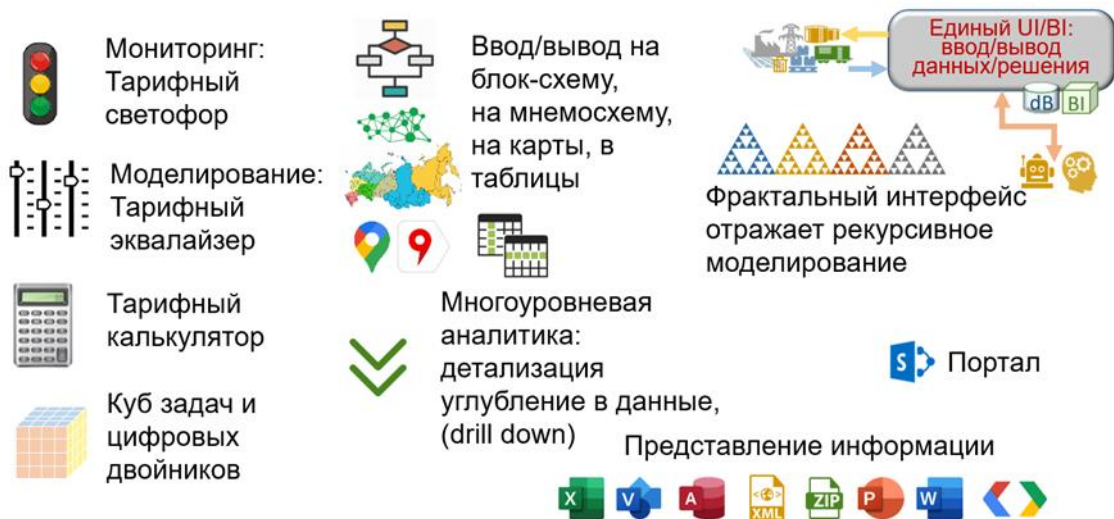 Мониторинг:
Тарифный
светофор
Моделирование:
Тарифный
эквалайзер
Тарифный
калькулятор
Куб задач и
цифровых
двойников
Ввод/вывод на
блок-схему,
на мнемосхему,
на карты, в
таблицы
Многоуровневая
аналитика:
детализация
углубление в данные,
(drill down)
Единый UI/BI:
ввод/вывод
данных/решения
dB
BI
Фрактальный интерфейс
отражает рекурсивное
моделирование
S
Портал
Представление информации
X
V
A
XML
ZIP
P
W